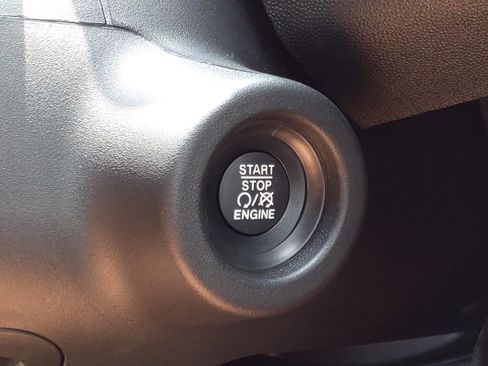 START
STOP
/
ENGINE